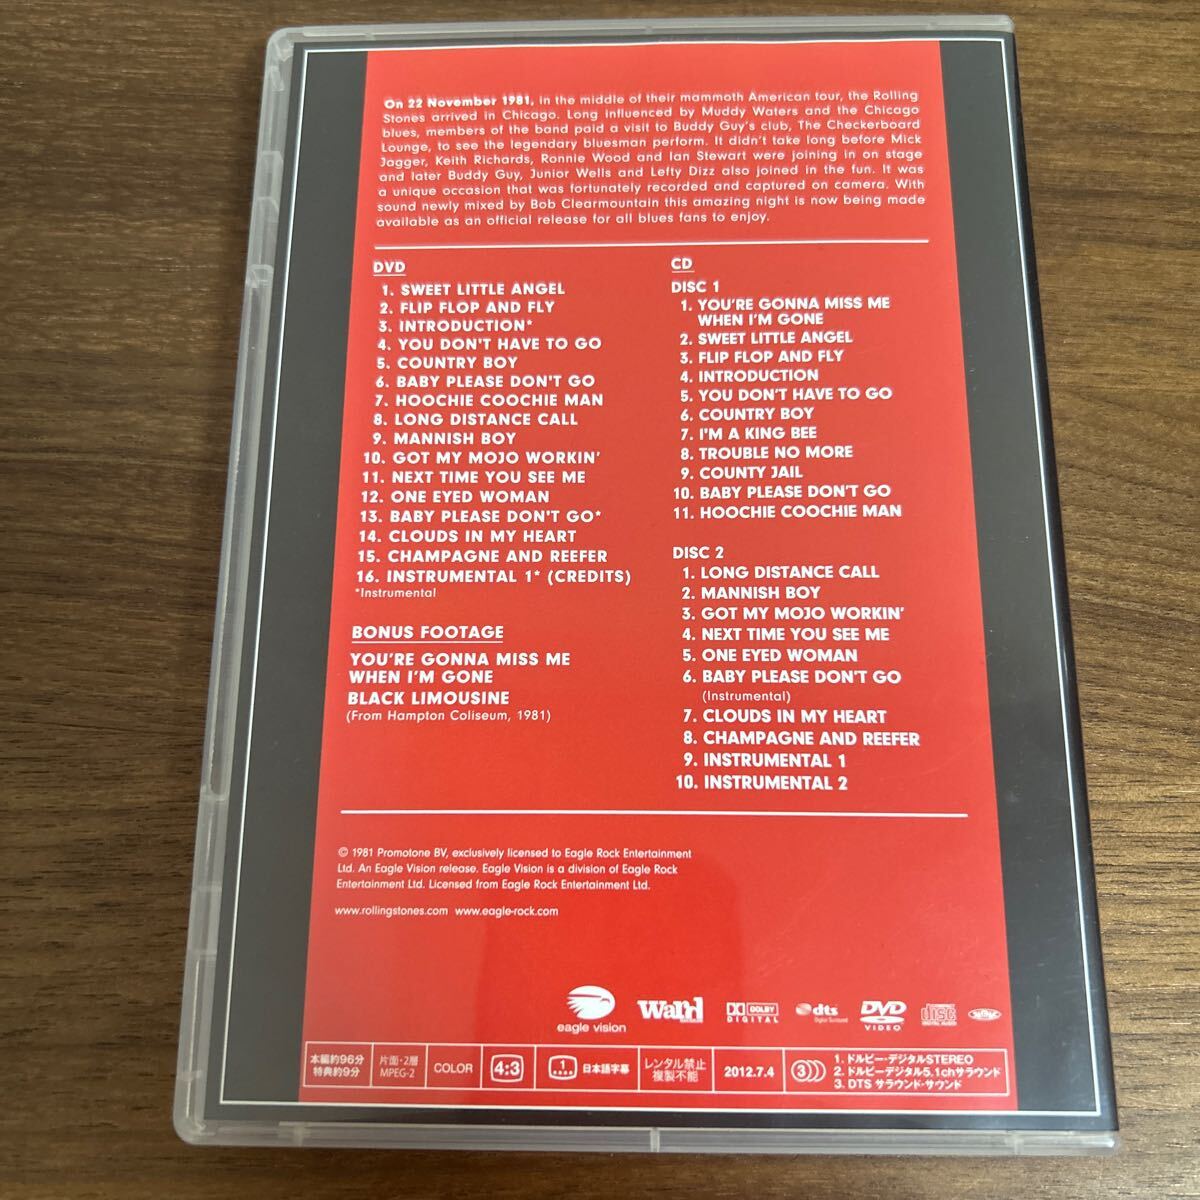 On 22 November 1981, in the middle of their mammoth American tour, the Rolling
Stones arrived in Chicago. Long influenced by Muddy Waters and the Chicago
blues, members of the band paid a visit to Buddy Guy's club, The Checkerboard
Lounge, to see the legendary bluesman perform. It didn't take long before Mick
Jagger, Keith Richards, Ronnie Wood and Ian Stewart were joining in on stage
and later Buddy Guy, Junior Wells and Lefty Dizz also joined in the fun. It was
a unique occasion that was fortunately recorded and captured on camera. With
sound newly mixed by Bob Clearmountain this amazing night is now being made
available as an official release for all blues fans to enjoy.
DVD
1. SWEET LITTLE ANGEL
2. FLIP FLOP AND FLY
3. INTRODUCTION*
4. YOU DON'T HAVE TO GO
5. COUNTRY BOY
6. BABY PLEASE DON'T GO
7. HOOCHIE COOCHIE MAN
8. LONG DISTANCE CALL
9. MANNISH BOY
10. GOT MY MOJO WORKIN'
11. NEXT TIME YOU SEE ME
12. ONE EYED WOMAN
13. BABY PLEASE DON'T GO*
14. CLOUDS IN MY HEART
15. CHAMPAGNE AND REEFER
16. INSTRUMENTAL 1* (CREDITS)
*Instrumental
BONUS FOOTAGE
YOU'RE GONNA MISS ME
WHEN I'M GONE
BLACK LIMOUSINE
(From Hampton Coliseum, 1981)
CD
DISC 1
1. YOU'RE GONNA MISS ME
WHEN I'M GONE
2. SWEET LITTLE ANGEL
3. FLIP FLOP AND FLY
4. INTRODUCTION
5. YOU DON'T HAVE TO GO
6. COUNTRY BOY
7. I'M A KING BEE
8. TROUBLE NO MORE
9. COUNTY JAIL
10. BABY PLEASE DON'T GO
11. HOOCHIE COOCHIE MAN
DISC 2
1. LONG DISTANCE CALL
2. MANNISH BOY
3. GOT MY MOJO WORKIN'
4. NEXT TIME YOU SEE ME
5. ONE EYED WOMAN
6. BABY PLEASE DON'T GO
(Instrumental)
7. CLOUDS IN MY HEART
8. CHAMPAGNE AND REEFER
9. INSTRUMENTAL 1
10. INSTRUMENTAL 2
© 1981 Promotone BV, exclusively licensed to Eagle Rock Entertainment
Ltd. An Eagle Vision release. Eagle Vision is a division of Eagle Rock
Entertainment Ltd. Licensed from Eagle Rock Entertainment Ltd.
www.rollingstones.com www.eagle-rock.com
eagle vision
ward
DOLBY
DIGITAL
dts
Digital Surround
DVD
VIDEO
COMPACT
DISC
DIGITAL AUDIO
本編約96分
特典約9分
片面・2層
MPEG-2
COLOR
4:3
1
日本語字幕
レンタル禁止
複製不能
2012.7.4
3
1. ドルビー・デジタルSTEREO
2. ドルビーデジタル5.1chサラウンド
3. DTS サラウンド・サウンド